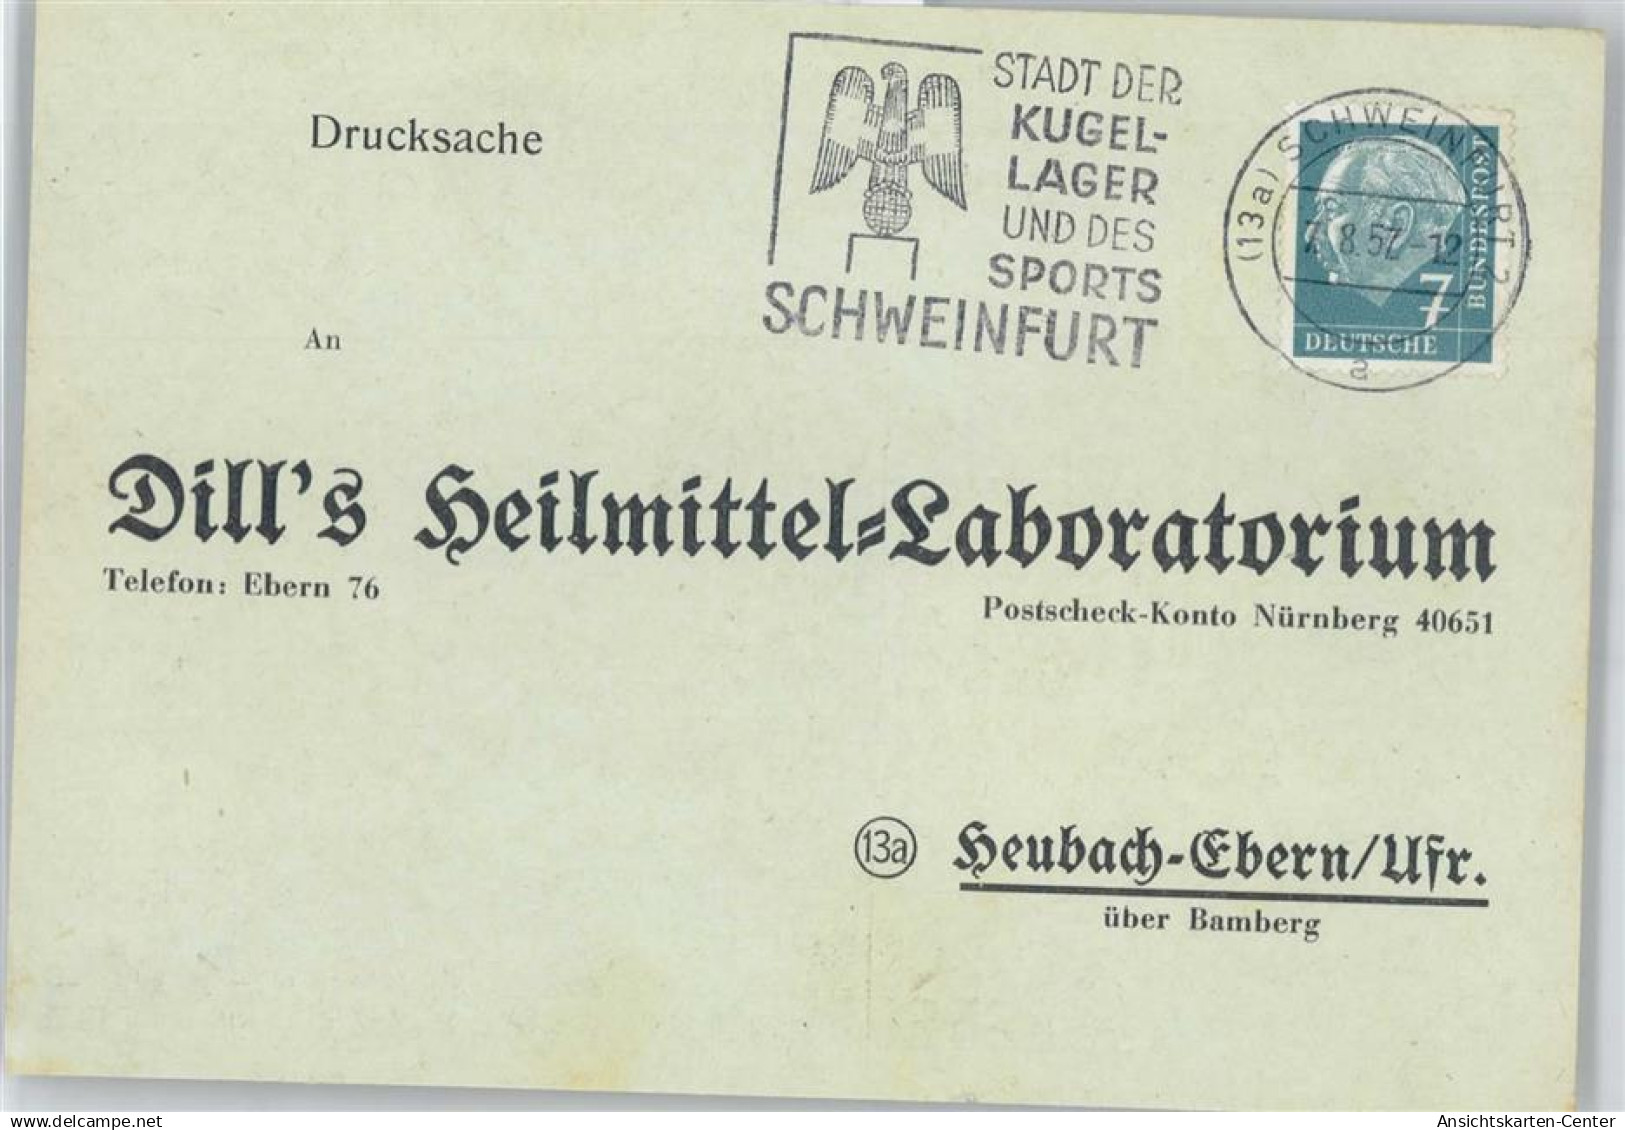 Drucksache
STADT DER
KUGEL-
LAGER
UND DES
SPORTS
SCHWEINFURT
(13a) SCHWEINFURT 2
7.8.57-12
a
7
BUNDESPOST
DEUTSCHE
An
Dill's Heilmittel-Laboratorium
Telefon: Ebern 76
Postscheck-Konto Nürnberg 40651
13a Heubach-Ebern/Ufr.
über Bamberg
Ansichtskarten-Center